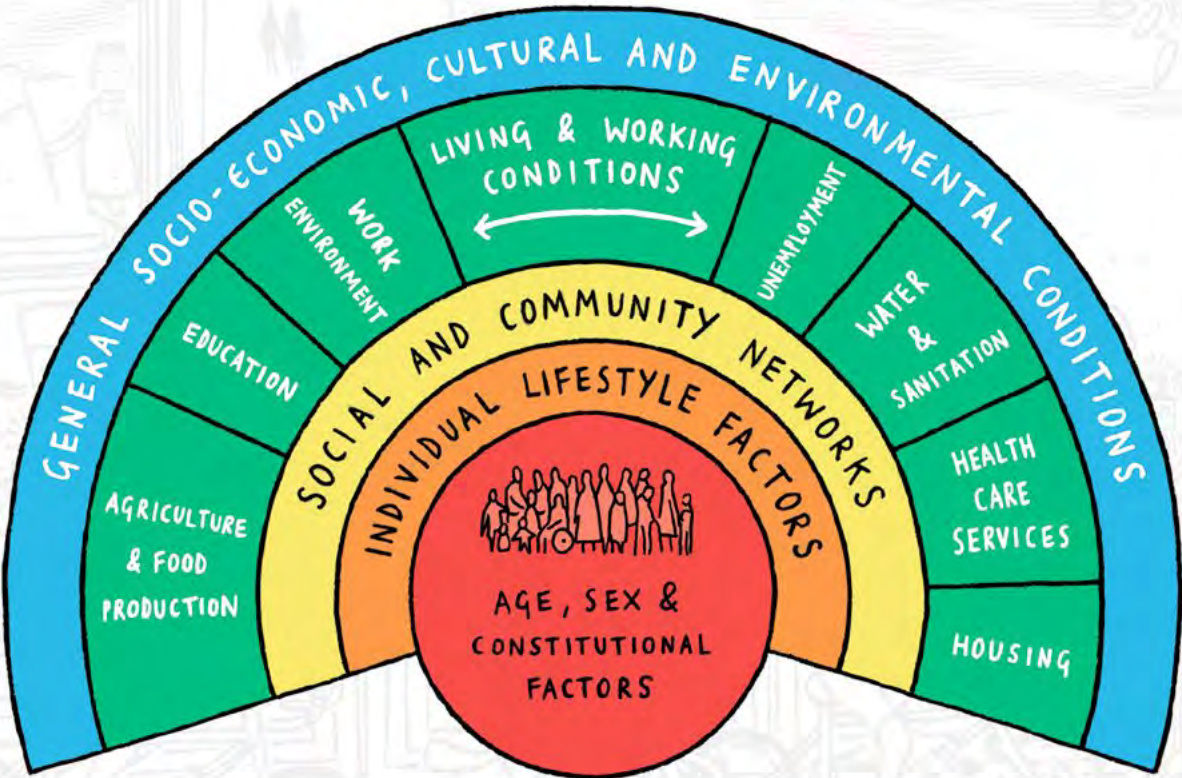 GENERAL SOCIO-ECONOMIC, CULTURAL AND ENVIRONMENTAL CONDITIONS
AGRICULTURE
& FOOD
PRODUCTION
EDUCATION
WORK
ENVIRONMENT
LIVING & WORKING
CONDITIONS
UNEMPLOYMENT
WATER
&
SANITATION
HEALTH
CARE
SERVICES
HOUSING
SOCIAL AND COMMUNITY NETWORKS
INDIVIDUAL LIFESTYLE FACTORS
AGE, SEX &
CONSTITUTIONAL
FACTORS